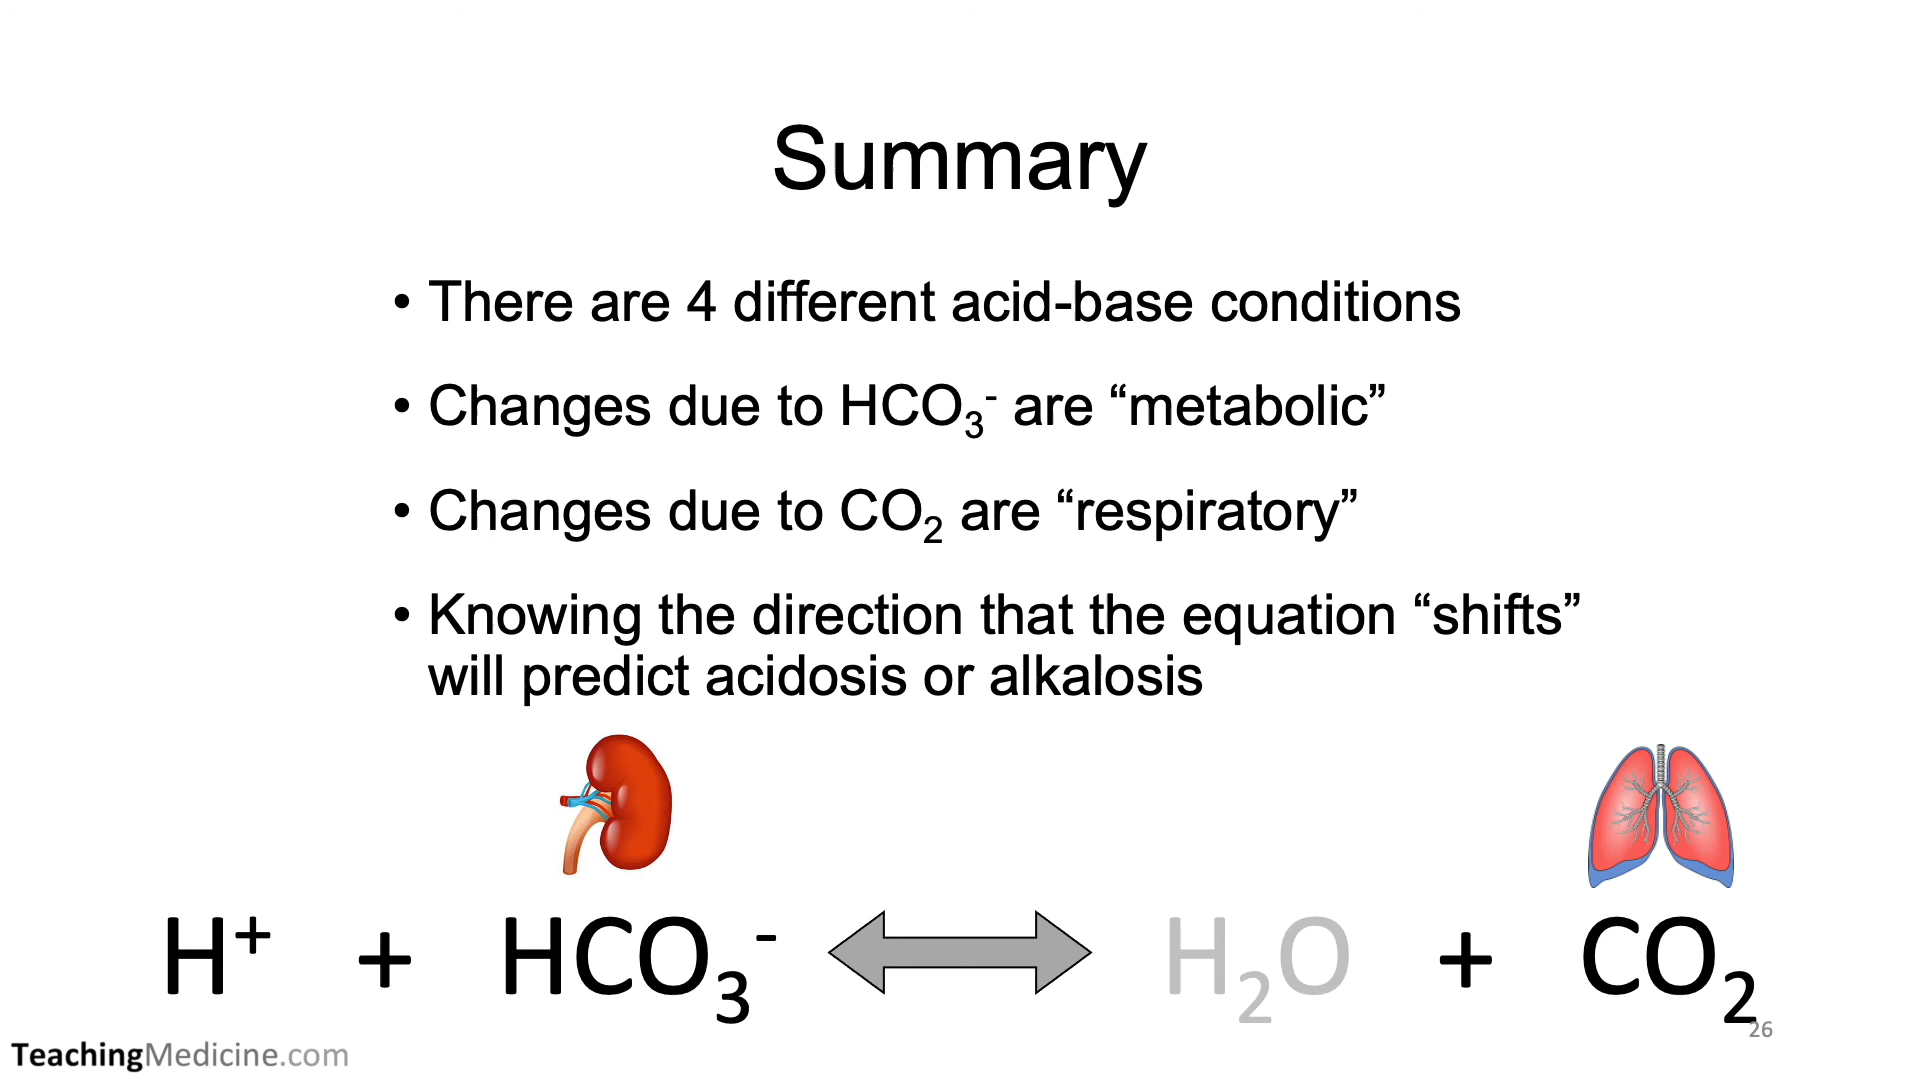 Summary
• There are 4 different acid-base conditions
• Changes due to HCO₃⁻ are “metabolic”
• Changes due to CO₂ are “respiratory”
• Knowing the direction that the equation “shifts”
will predict acidosis or alkalosis
H⁺ + HCO₃⁻ H₂O + CO₂
26
TeachingMedicine.com